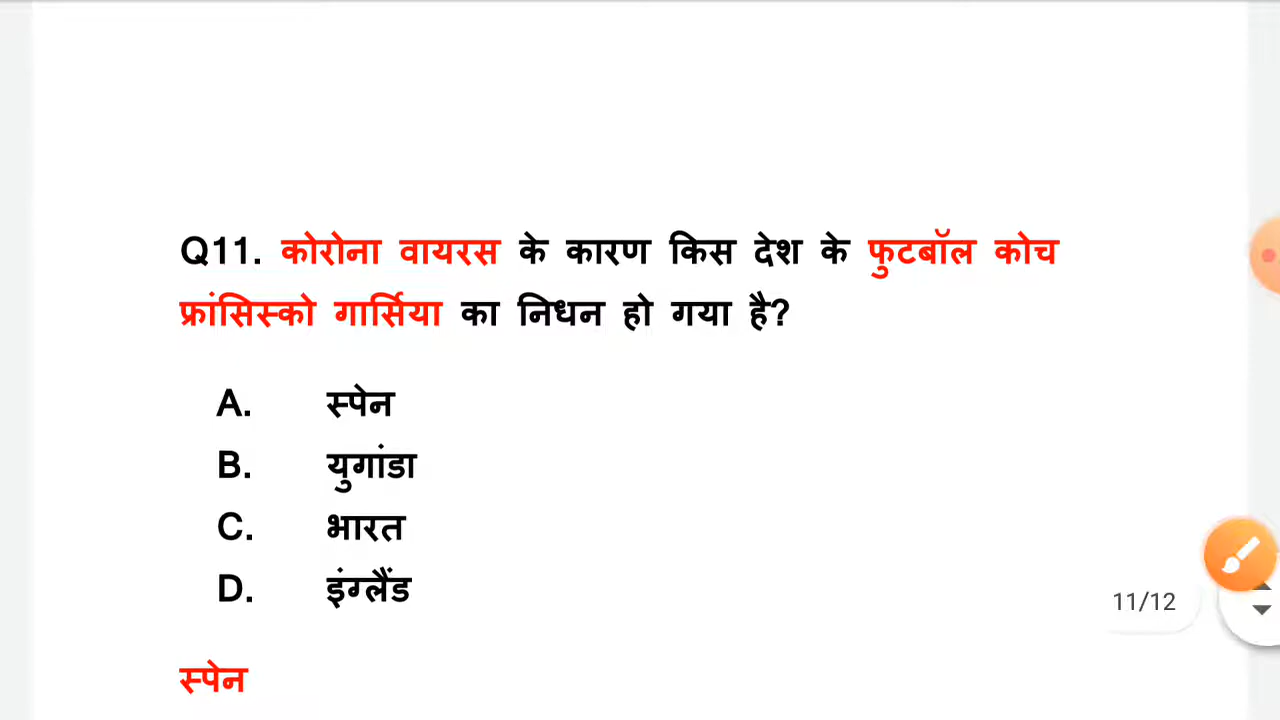 Q11. कोरोना वायरस के कारण किस देश के फुटबॉल कोच
फ्रांसिस्को गार्सिया का निधन हो गया है?
A. स्पेन
B. युगांडा
C. भारत
D. इंग्लैंड
11/12
स्पेन